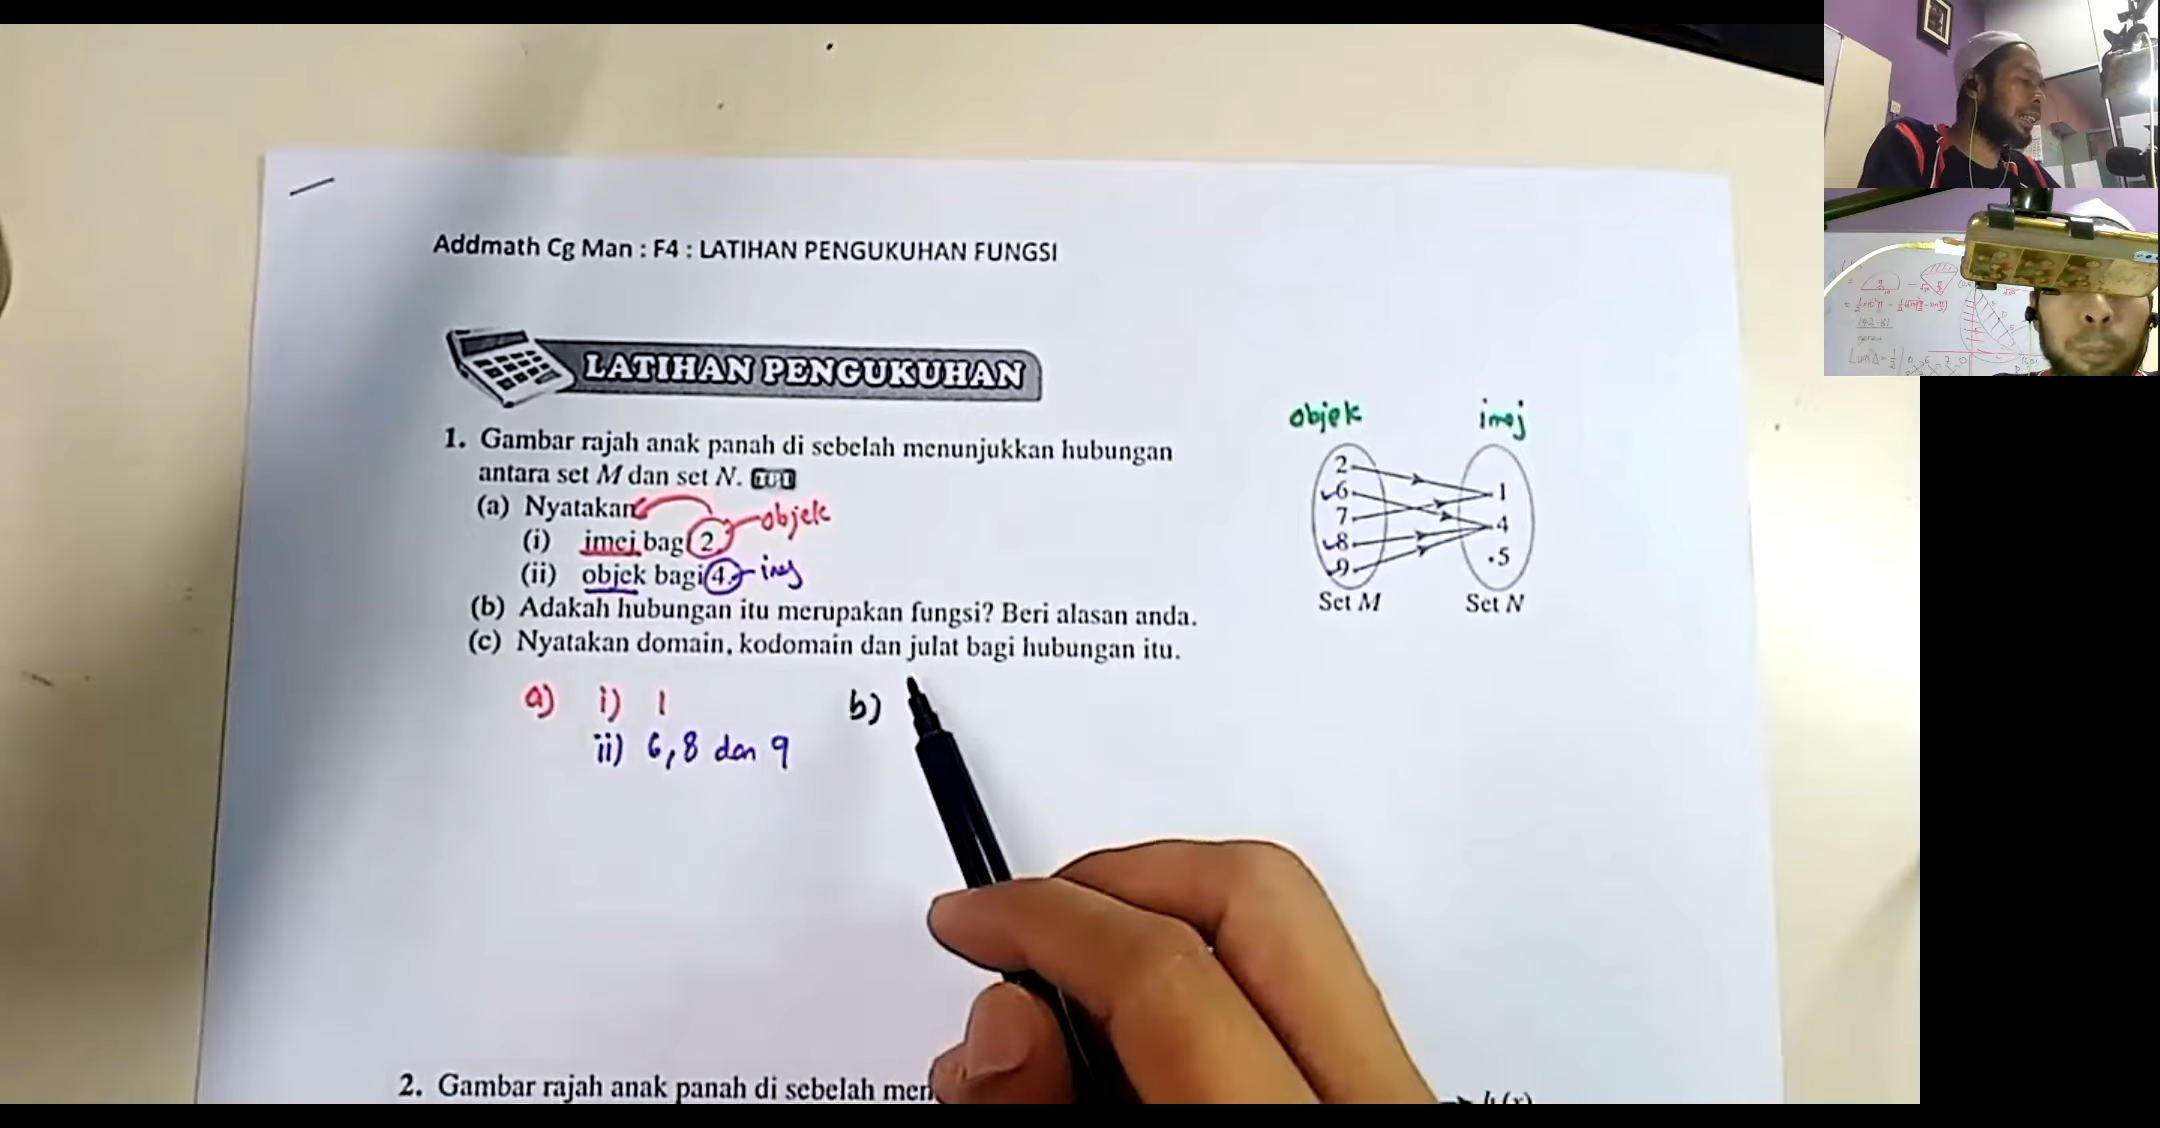 Addmath Cg Man : F4 : LATIHAN PENGUKUHAN FUNGSI
LATIHAN PENGUKUHAN
1. Gambar rajah anak panah di sebelah menunjukkan hubungan
antara set M dan set N. TP1
(a) Nyatakan
objek
(i) imej bagi 2
(ii) objek bagi 4. imej
(b) Adakah hubungan itu merupakan fungsi? Beri alasan anda.
(c) Nyatakan domain, kodomain dan julat bagi hubungan itu.
objek imej
2
6
7
8
9
1
4
5
Set M Set N
a) i) 1
ii) 6, 8 dan 9
b)
2. Gambar rajah anak panah di sebelah men
h(x)